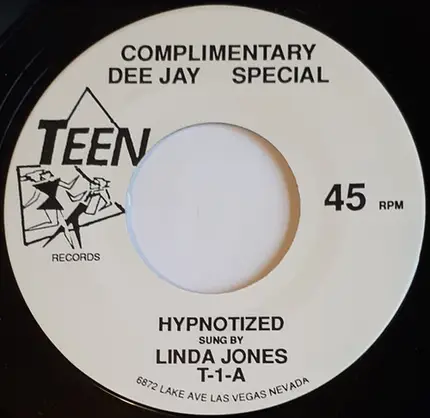 COMPLIMENTARY
DEE JAY SPECIAL
TEEN
RECORDS
45 RPM
HYPNOTIZED
SUNG BY
LINDA JONES
T-1-A
6872 LAKE AVE LAS VEGAS NEVADA